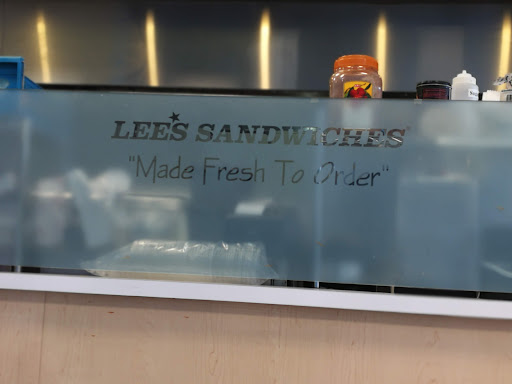 LEE'S SANDWICHES
"Made Fresh To Order"